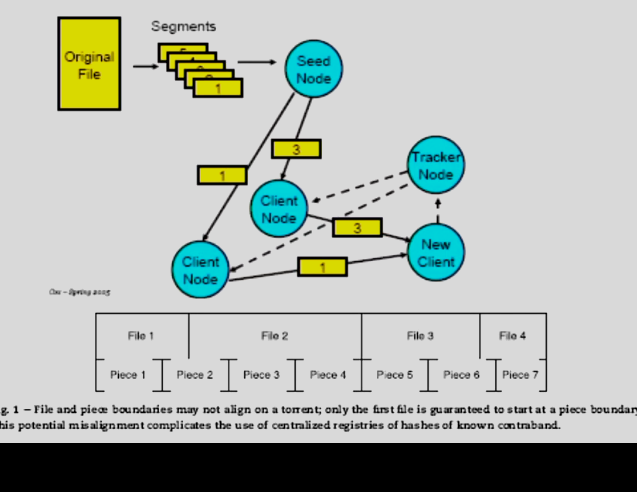 Segments
Original
File
1
Seed
Node
3
1
Tracker
Node
Client
Node
3
New
Client
Client
Node
1
Cox – Spring 2005
File 1 File 2 File 3 File 4
Piece 1 Piece 2 Piece 3 Piece 4 Piece 5 Piece 6 Piece 7
g. 1 – File and piece boundaries may not align on a torrent; only the first file is guaranteed to start at a piece boundary
his potential misalignment complicates the use of centralized registries of hashes of known contraband.